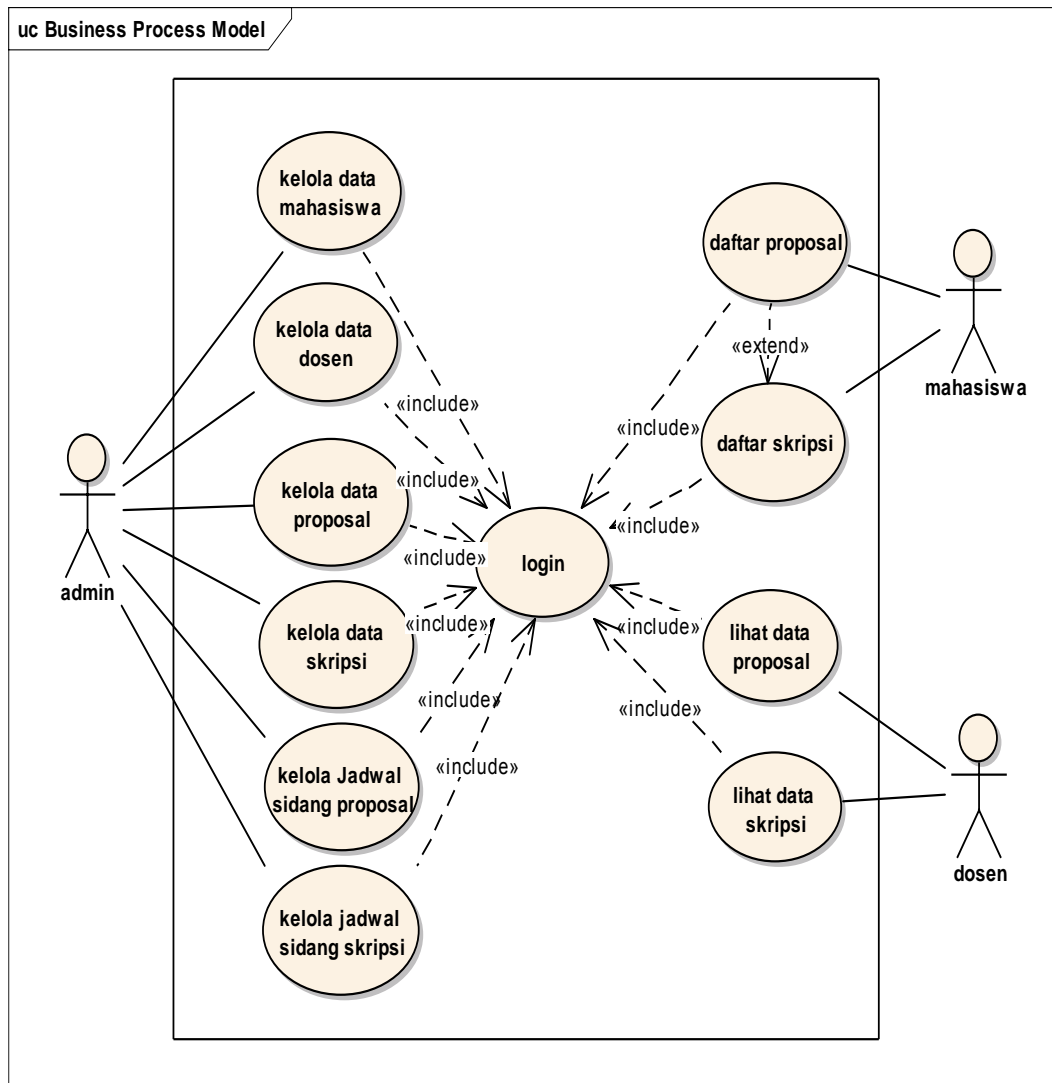 uc Business Process Model
kelola data
mahasiswa
kelola data
dosen
kelola data
proposal
kelola data
skripsi
kelola Jadwal
sidang proposal
kelola jadwal
sidang skripsi
admin
«include»
«include»
«include»
«include»
«include»
«include»
login
daftar proposal
«extend»
daftar skripsi
«include»
«include»
mahasiswa
lihat data
proposal
«include»
«include»
lihat data
skripsi
dosen